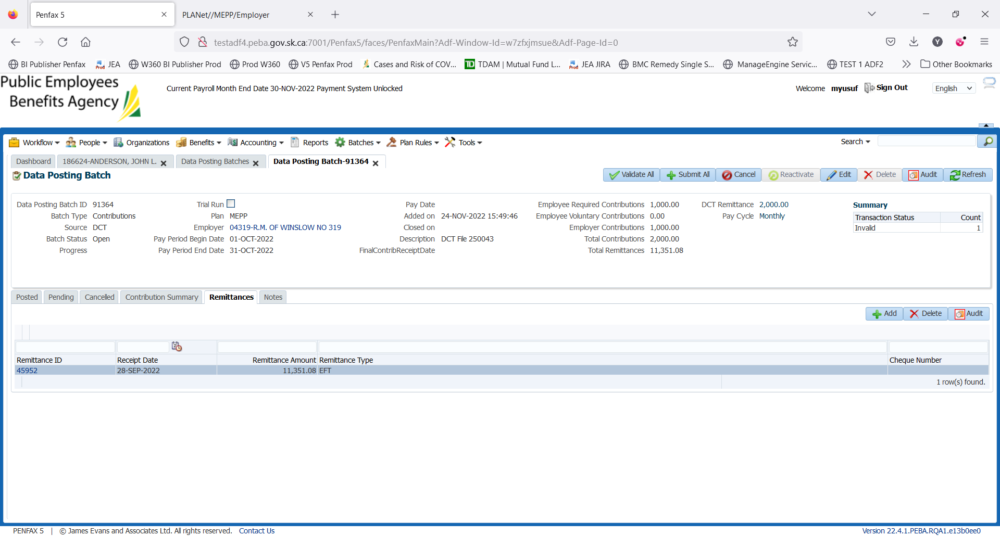 Penfax 5
PLANet//MEPP/Employer
testadf4.peba.gov.sk.ca:7001/Penfax5/faces/PenfaxMain?Adf-Window-Id=w7zfxjmsue&Adf-Page-Id=0
Y
BI Publisher Penfax Prod JEA W360 BI Publisher Prod Prod W360 V5 Penfax Prod Cases and Risk of COV... TD TDAM | Mutual Fund L... Prod JEA JIRA BMC Remedy Single S... ManageEngine Servic... TEST 1 ADF2 Other Bookmarks
Public Employees
Benefits Agency
Current Payroll Month End Date 30-NOV-2022 Payment System Unlocked
Welcome myusuf Sign Out English
Workflow People Organizations Benefits Accounting Reports Batches Plan Rules Tools Search
Dashboard 186624-ANDERSON, JOHN L. Data Posting Batches Data Posting Batch-91364
Data Posting Batch
Validate All Submit All Cancel Reactivate Edit Delete Audit Refresh
Data Posting Batch ID 91364 Trial Run Pay Date Employee Required Contributions 1,000.00 DCT Remittance 2,000.00 Summary
Batch Type Contributions Plan MEPP Added on 24-NOV-2022 15:49:46 Employee Voluntary Contributions 0.00 Pay Cycle Monthly Transaction Status Count
Source DCT Employer 04319-R.M. OF WINSLOW NO 319 Closed on Employer Contributions 1,000.00 Invalid 1
Batch Status Open Pay Period Begin Date 01-OCT-2022 Description DCT File 250043 Total Contributions 2,000.00
Progress Pay Period End Date 31-OCT-2022 FinalContribReceiptDate Total Remittances 11,351.08
Posted Pending Cancelled Contribution Summary Remittances Notes
Add Delete Audit
Remittance ID Receipt Date Remittance Amount Remittance Type Cheque Number
45952 28-SEP-2022 11,351.08 EFT
1 row(s) found.
PENFAX 5 | © James Evans and Associates Ltd. All rights reserved. Contact Us Version 22.4.1.PEBA.RQA1.e13b0ee0